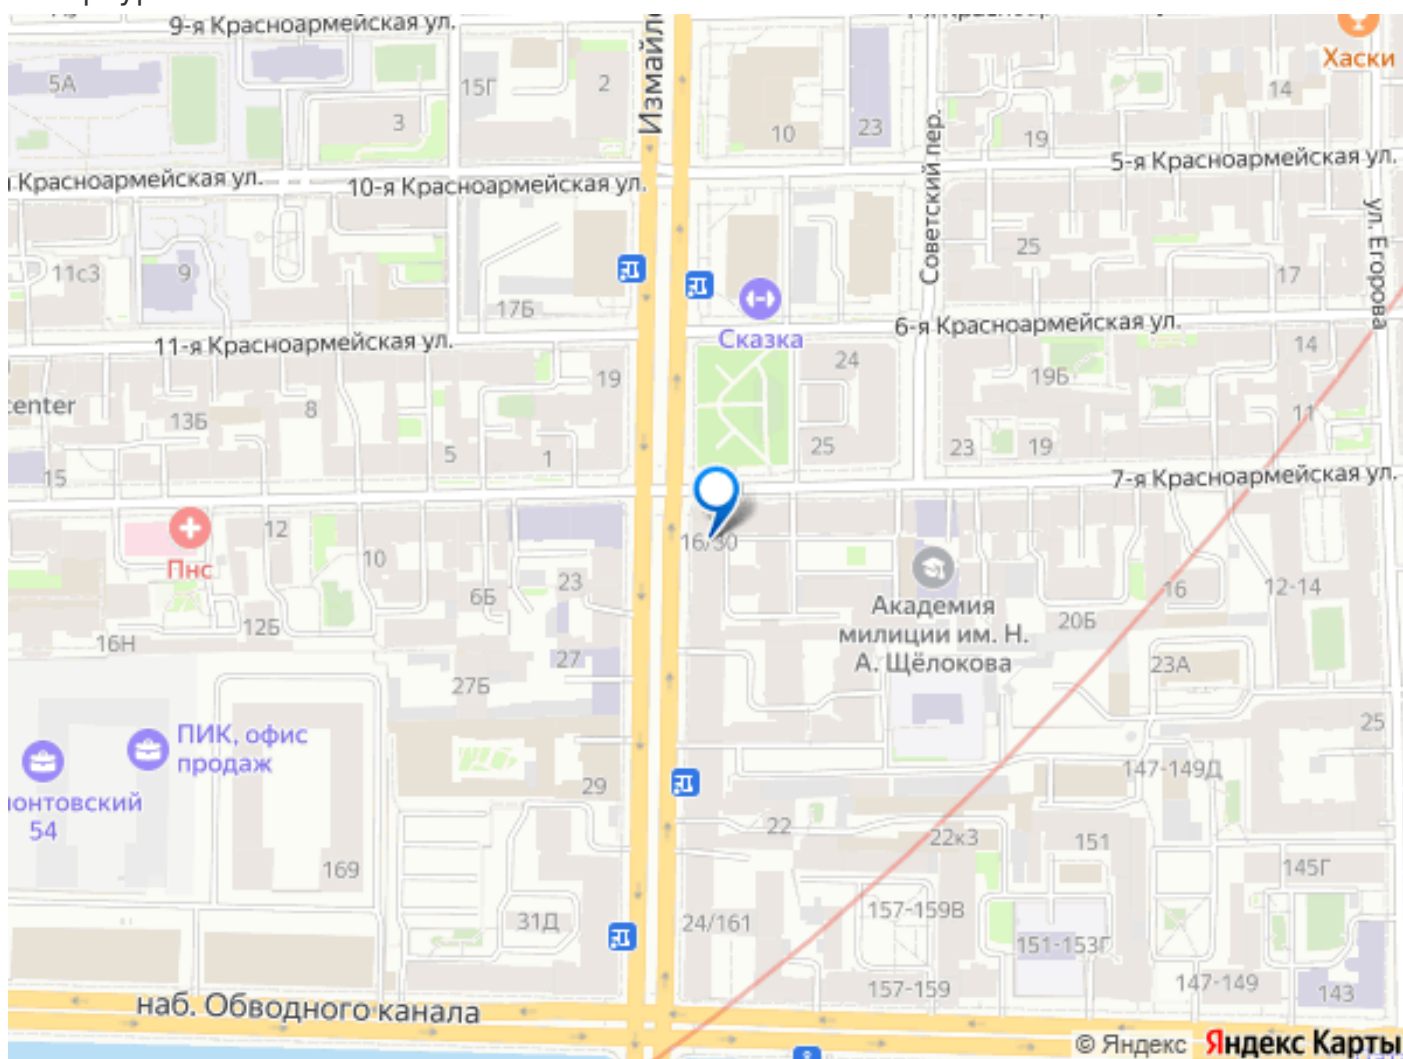 9-я Красноармейская ул.
Хаски
5А
15Г
2
14
3
10
23
19
Измайло
Советский пер.
5-я Красноармейская ул.
Красноармейская ул.
10-я Красноармейская ул.
ул. Егорова
25
11с3
9
17
17Б
Сказка
6-я Красноармейская ул.
11-я Красноармейская ул.
24
14
19
19Б
center
13Б
8
11
5
1
25
23
19
15
7-я Красноармейская ул.
12
16/30
10
Пнс
23
6Б
Академия
милиции им. Н.
А. Щёлокова
16
12-14
20Б
12Б
16Н
27
23А
27Б
25
ПИК, офис
продаж
147-149Д
29
монтовский
54
22
22к3
151
169
145Г
157-159В
31Д
24/161
151-153Г
157-159
147-149
143
наб. Обводного канала
© Яндекс Яндекс Карты